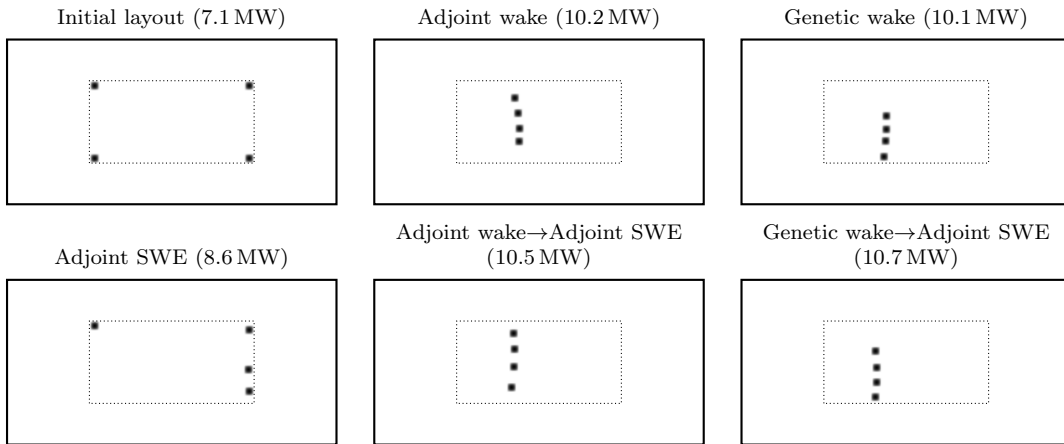 Initial layout (7.1 MW)
Adjoint wake (10.2 MW)
Genetic wake (10.1 MW)
Adjoint SWE (8.6 MW)
Adjoint wake→Adjoint SWE
(10.5 MW)
Genetic wake→Adjoint SWE
(10.7 MW)